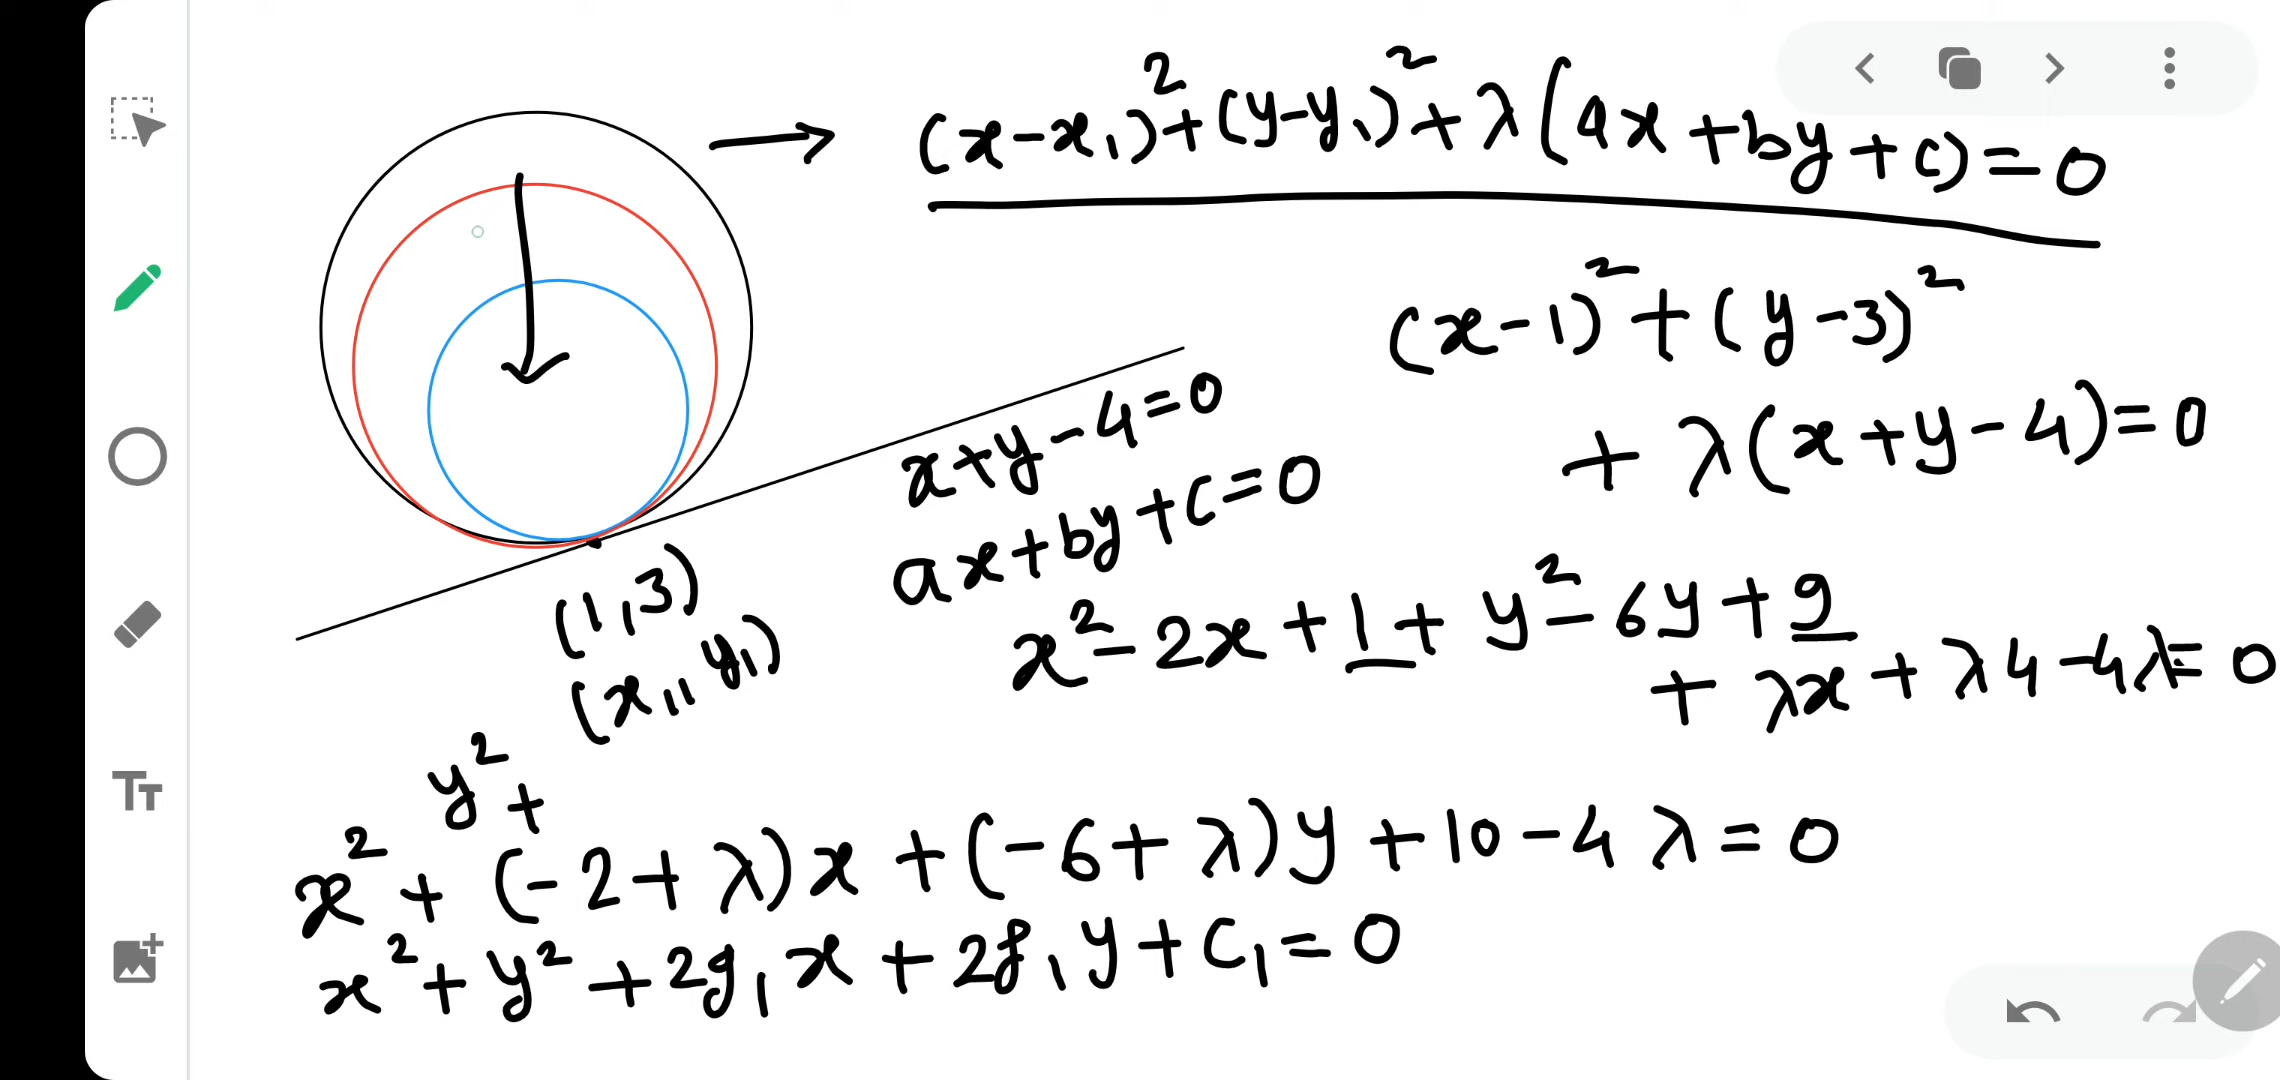 (x-x₁)²+(y-y₁)²+λ(ax+by+c)=0
(x-1)²+(y-3)²
+ λ(x+y-4)=0
x+y-4=0
ax+by+c=0
(1,3)
(x₁,y₁)
x²-2x+1+y²-6y+9
+ λx+λ4-4λ=0
y²+
x²+(-2+λ)x+(-6+λ)y+10-4λ=0
x²+y²+2g₁x+2f₁y+c₁=0
TT